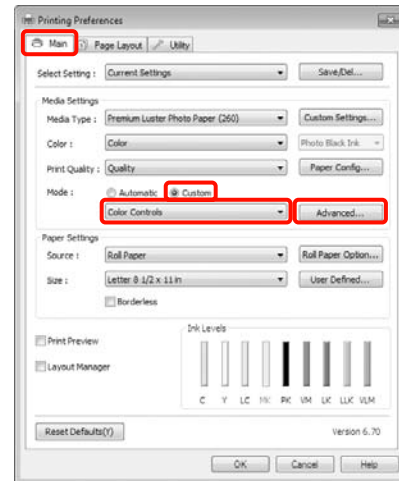 Printing Preferences
Main Page Layout Utility
Select Setting : Current Settings Save/Del...
Media Settings
Media Type : Premium Luster Photo Paper (260) Custom Settings...
Color : Color Photo Black Ink
Print Quality : Quality Paper Config...
Mode : Automatic Custom
Color Controls Advanced...
Paper Settings
Source : Roll Paper Roll Paper Option...
Size : Letter 8 1/2 x 11 in User Defined...
Borderless
Print Preview
Layout Manager
Ink Levels
C Y LC MK PK VM LK LLK VLM
Reset Defaults(Y) Version 6.70
OK Cancel Help